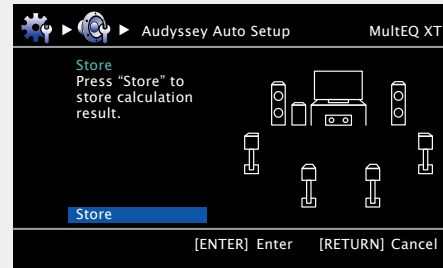 Audyssey Auto Setup MultEQ XT
Store
Press “Store” to
store calculation
result.
Store
[ENTER] Enter [RETURN] Cancel